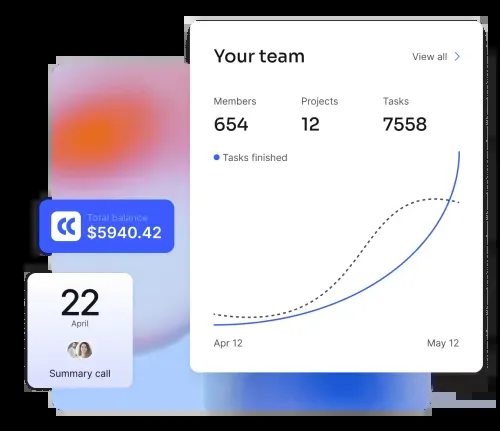 Your team
View all
Members Projects Tasks
654 12 7558
Tasks finished
Total balance
$5940.42
22
April
Summary call
Apr 12 May 12